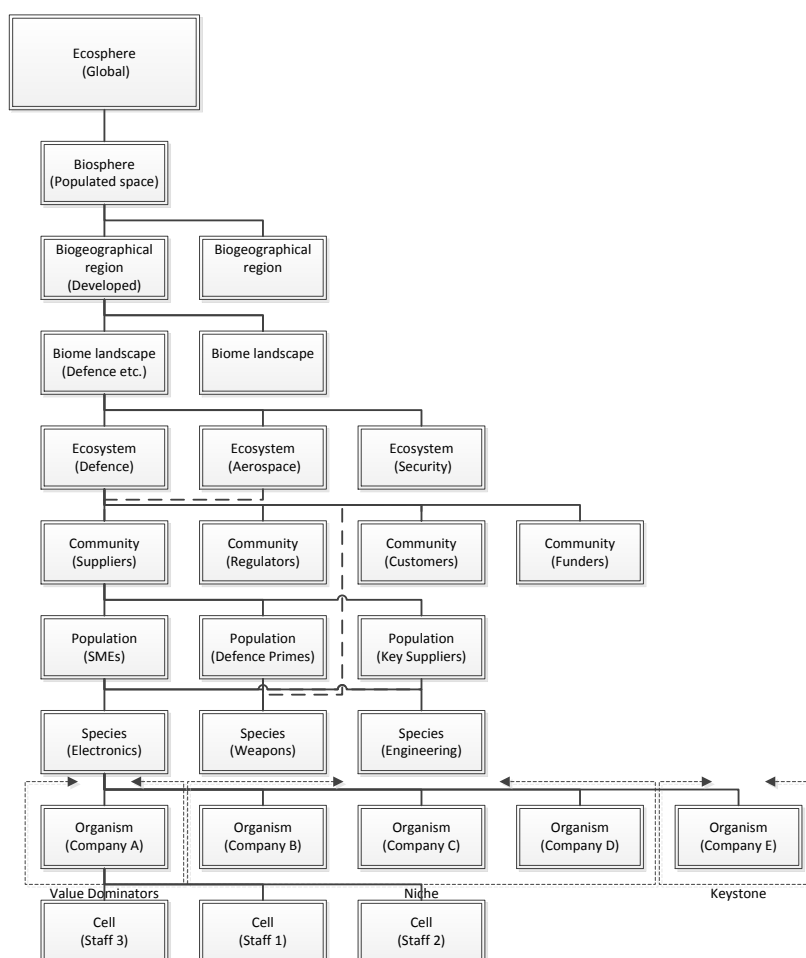 Ecosphere
(Global)
Biosphere
(Populated space)
Biogeographical
region
(Developed)
Biogeographical
region
Biome landscape
(Defence etc.)
Biome landscape
Ecosystem
(Defence)
Ecosystem
(Aerospace)
Ecosystem
(Security)
Community
(Suppliers)
Community
(Regulators)
Community
(Customers)
Community
(Funders)
Population
(SMEs)
Population
(Defence Primes)
Population
(Key Suppliers)
Species
(Electronics)
Species
(Weapons)
Species
(Engineering)
Organism
(Company A)
Organism
(Company B)
Organism
(Company C)
Organism
(Company D)
Organism
(Company E)
Value Dominators
Niche
Keystone
Cell
(Staff 3)
Cell
(Staff 1)
Cell
(Staff 2)